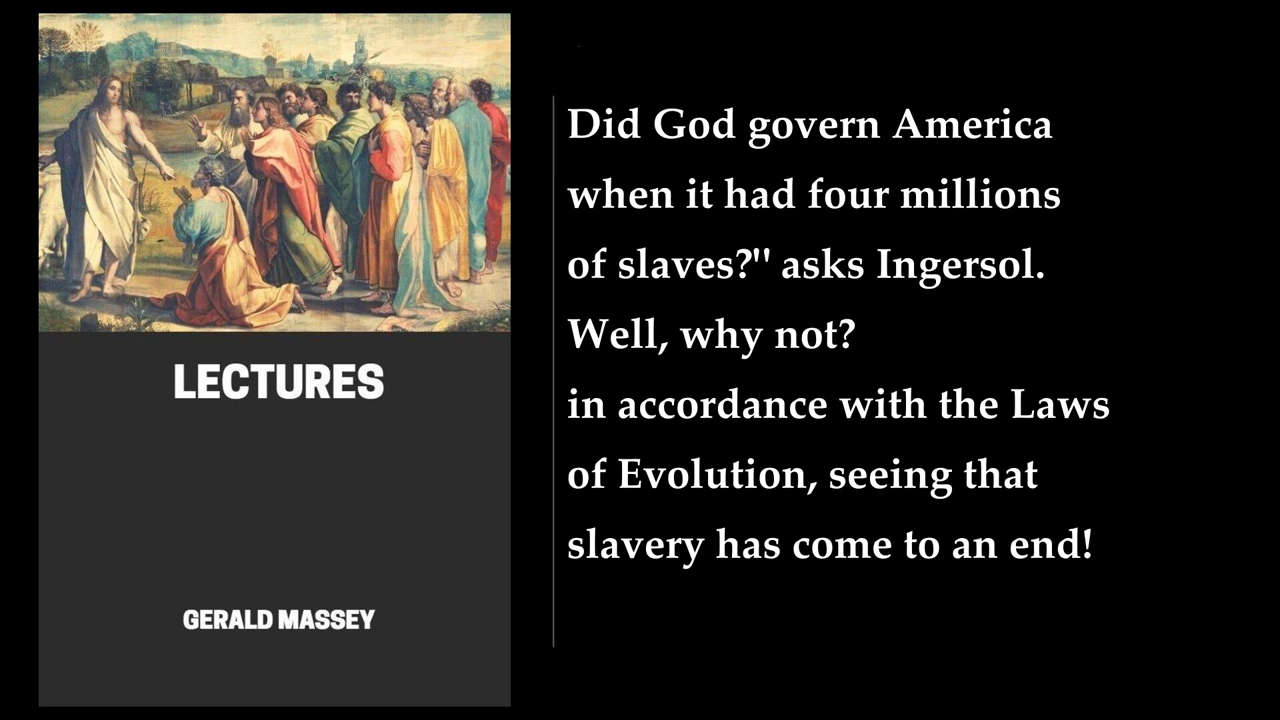 LECTURES
GERALD MASSEY
Did God govern America
when it had four millions
of slaves?" asks Ingersol.
Well, why not?
in accordance with the Laws
of Evolution, seeing that
slavery has come to an end!